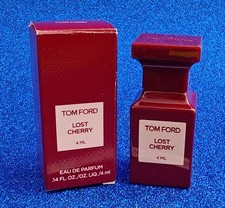 TOM FORD
LOST
CHERRY
4 ML
EAU DE PARFUM
.14 FL.OZ./OZ. LIQ./4 ml
TOM FORD
LOST
CHERRY
4 ML